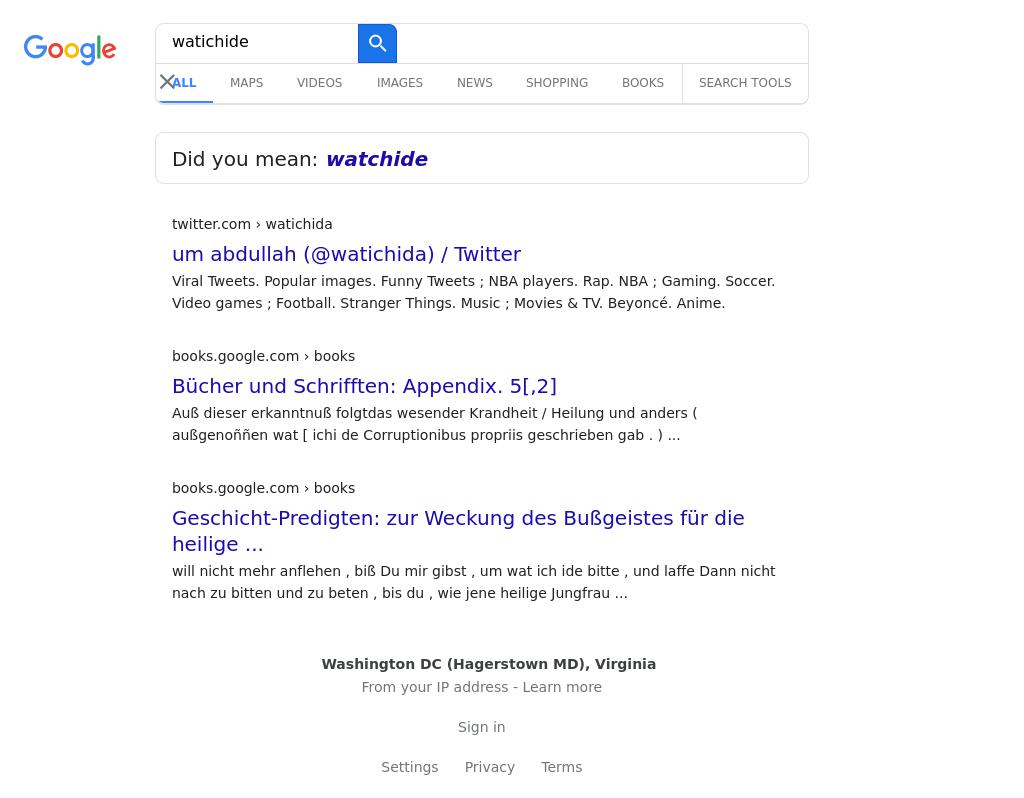 Google
watichide
ALL MAPS VIDEOS IMAGES NEWS SHOPPING BOOKS SEARCH TOOLS
Did you mean: watchide
twitter.com › watichida
um abdullah (@watichida) / Twitter
Viral Tweets. Popular images. Funny Tweets ; NBA players. Rap. NBA ; Gaming. Soccer.
Video games ; Football. Stranger Things. Music ; Movies & TV. Beyoncé. Anime.
books.google.com › books
Bücher und Schrifften: Appendix. 5[,2]
Auß dieser erkanntnuß folgtdas wesender Krandheit / Heilung und anders (
außgenoññen wat [ ichi de Corruptionibus propriis geschrieben gab . ) ...
books.google.com › books
Geschicht-Predigten: zur Weckung des Bußgeistes für die
heilige ...
will nicht mehr anflehen , biß Du mir gibst , um wat ich ide bitte , und laffe Dann nicht
nach zu bitten und zu beten , bis du , wie jene heilige Jungfrau ...
Washington DC (Hagerstown MD), Virginia
From your IP address - Learn more
Sign in
Settings Privacy Terms